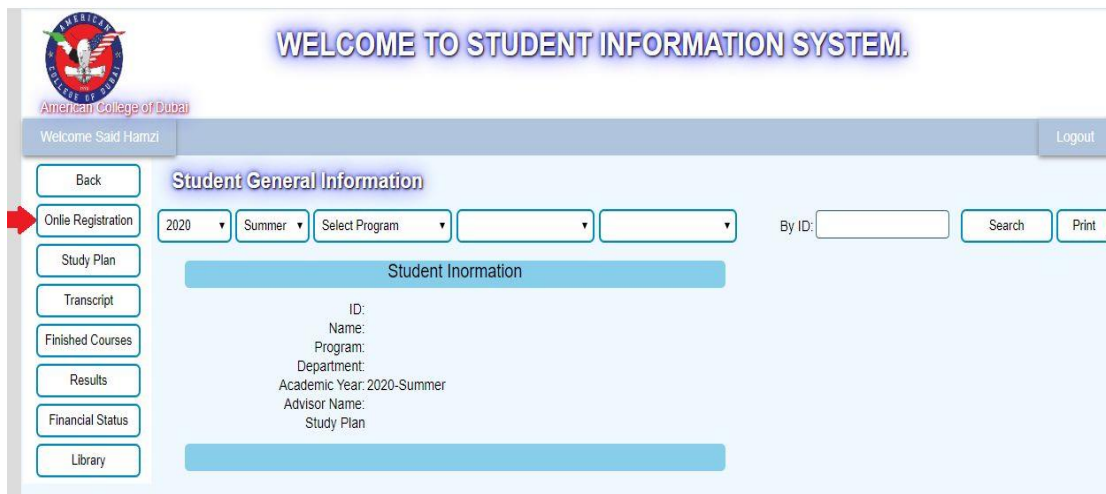 AMERICAN
COLLEGE OF DUBAI
WELCOME TO STUDENT INFORMATION SYSTEM.
American College of Dubai
Welcome Said Hamzi
Logout
Back
Student General Information
Onlie Registration
2020 Summer Select Program By ID: Search Print
Study Plan
Student Inormation
Transcript
ID:
Name:
Finished Courses
Program:
Department:
Results
Academic Year: 2020-Summer
Advisor Name:
Financial Status
Study Plan
Library